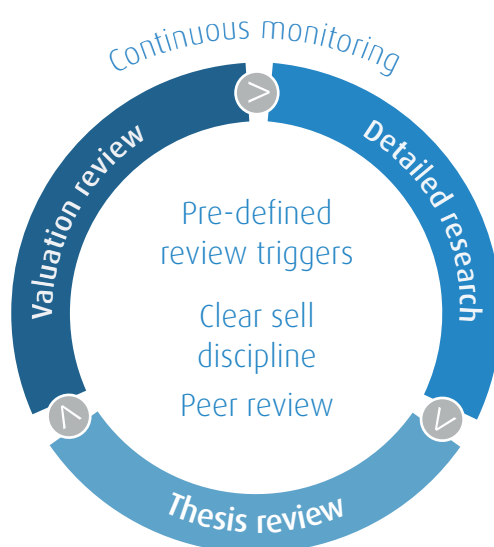 Continuous monitoring
Valuation review
Detailed research
Pre-defined
review triggers
Clear sell
discipline
Peer review
Thesis review